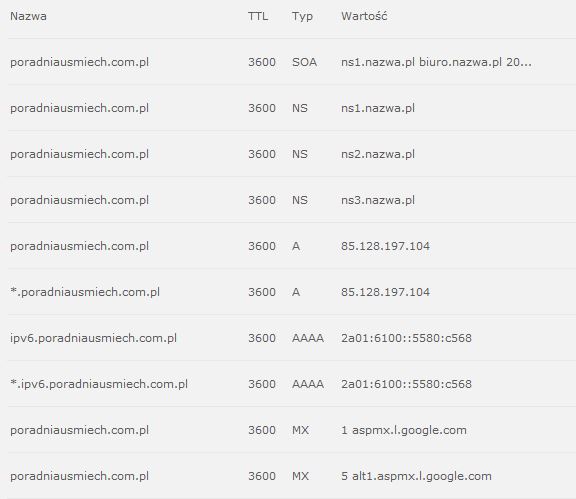 Nazwa TTL Typ Wartość
poradniausmiech.com.pl 3600 SOA ns1.nazwa.pl biuro.nazwa.pl 20...
poradniausmiech.com.pl 3600 NS ns1.nazwa.pl
poradniausmiech.com.pl 3600 NS ns2.nazwa.pl
poradniausmiech.com.pl 3600 NS ns3.nazwa.pl
poradniausmiech.com.pl 3600 A 85.128.197.104
*.poradniausmiech.com.pl 3600 A 85.128.197.104
ipv6.poradniausmiech.com.pl 3600 AAAA 2a01:6100::5580:c568
*.ipv6.poradniausmiech.com.pl 3600 AAAA 2a01:6100::5580:c568
poradniausmiech.com.pl 3600 MX 1 aspmx.l.google.com
poradniausmiech.com.pl 3600 MX 5 alt1.aspmx.l.google.com